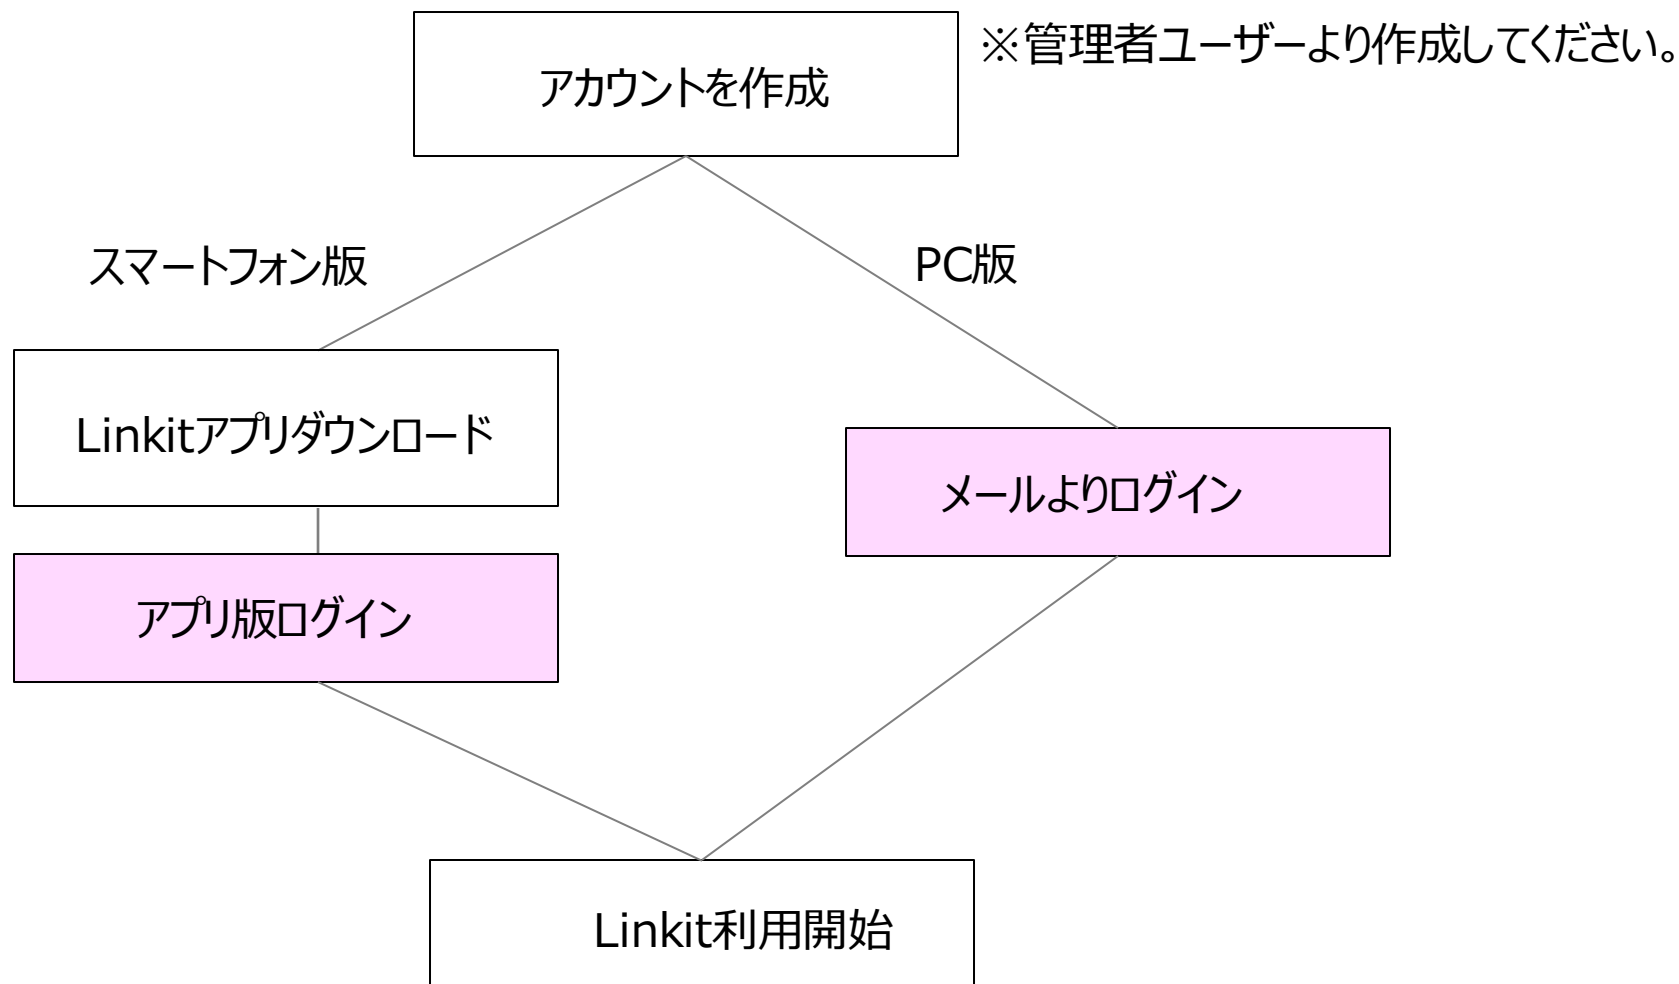 アカウントを作成
※管理者ユーザーより作成してください。
スマートフォン版
PC版
Linkitアプリダウンロード
メールよりログイン
アプリ版ログイン
Linkit利用開始